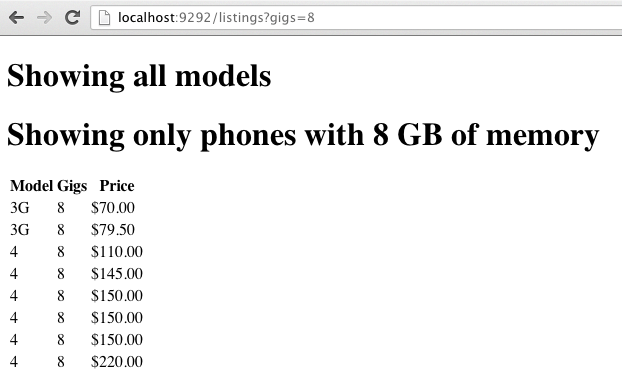 localhost:9292/listings?gigs=8
Showing all models
Showing only phones with 8 GB of memory
Model Gigs Price
3G 8 $70.00
3G 8 $79.50
4 8 $110.00
4 8 $145.00
4 8 $150.00
4 8 $150.00
4 8 $150.00
4 8 $220.00